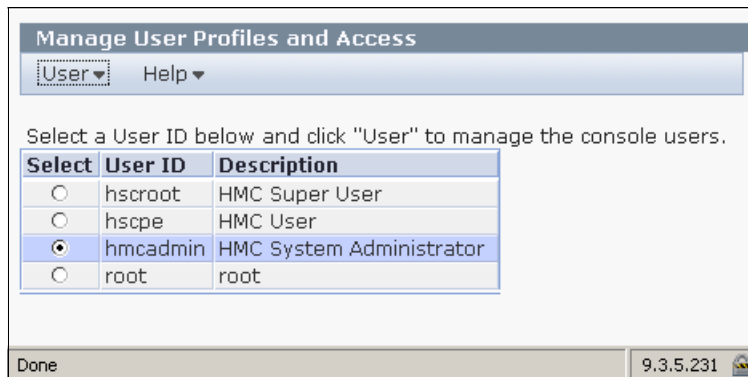 Manage User Profiles and Access
User Help
Select a User ID below and click "User" to manage the console users.
Select User ID Description
hscroot HMC Super User
hscpe HMC User
hmcadmin HMC System Administrator
root root
Done 9.3.5.231